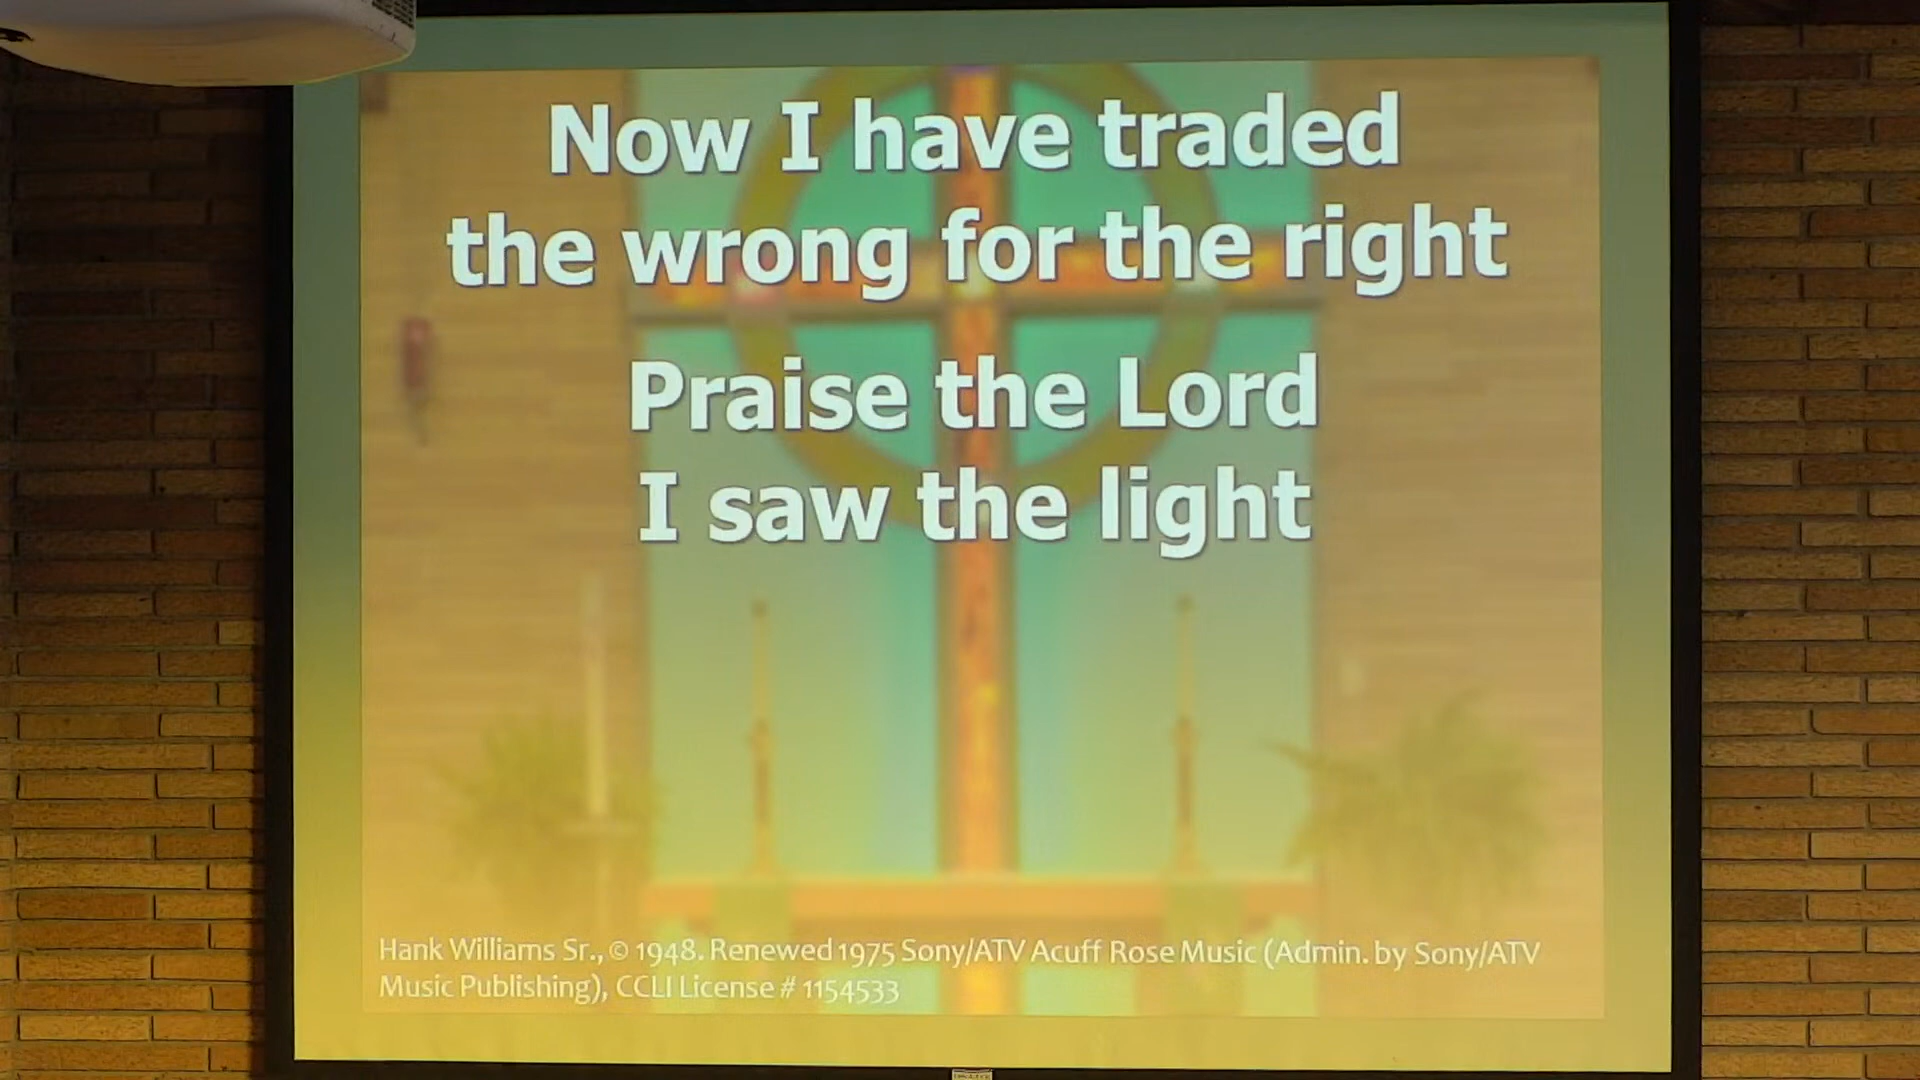 Now I have traded
the wrong for the right
Praise the Lord
I saw the light
Hank Williams Sr., © 1948. Renewed 1975 Sony/ATV Acuff Rose Music (Admin. by Sony/ATV
Music Publishing), CCLI License # 1154533